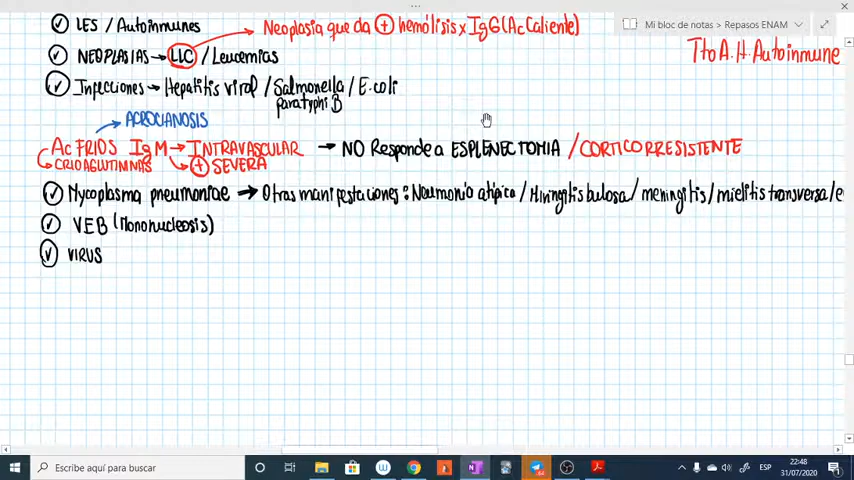 Mi bloc de notas » Repasos ENAM
LES / Autoinmunes
Neoplasia que da + hemólisis x IgG (Ac Caliente)
Tto A.H. Autoinmune
NEOPLASIAS → LLC / Leucemias
Infecciones → Hepatitis viral / Salmonella / E.coli
paratyphi B
ACROCIANOSIS
Ac FRIOS IgM → INTRAVASCULAR → NO Responde a ESPLENECTOMIA / CORTICORRESISTENTE
CRIOAGLUTININAS
+ SEVERA
Mycoplasma pneumoniae → Otras manifestaciones: Neumonia atípica / Miringitis bulosa / meningitis / mielitis transversa / e
VEB (Mononucleosis)
VIRUS
Escribe aquí para buscar
ESP
22:48
31/07/2020